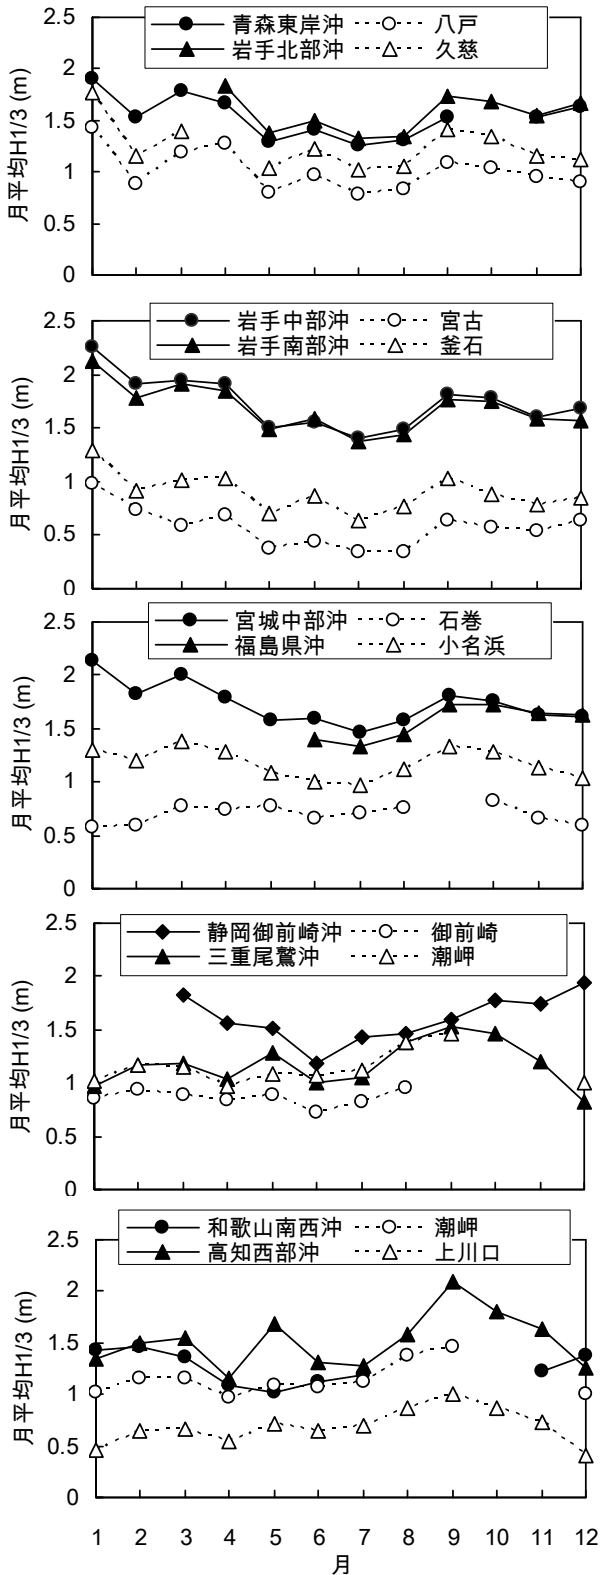 青森東岸沖 八戸
岩手北部沖 久慈
2.5
2
1.5
1
0.5
0
月平均H1/3 (m)
岩手中部沖 宮古
岩手南部沖 釜石
2.5
2
1.5
1
0.5
0
月平均H1/3 (m)
宮城中部沖 石巻
福島県沖 小名浜
2.5
2
1.5
1
0.5
0
月平均H1/3 (m)
静岡御前崎沖 御前崎
三重尾鷲沖 潮岬
2.5
2
1.5
1
0.5
0
月平均H1/3 (m)
和歌山南西沖 潮岬
高知西部沖 上川口
2.5
2
1.5
1
0.5
0
月平均H1/3 (m)
1 2 3 4 5 6 7 8 9 10 11 12
月